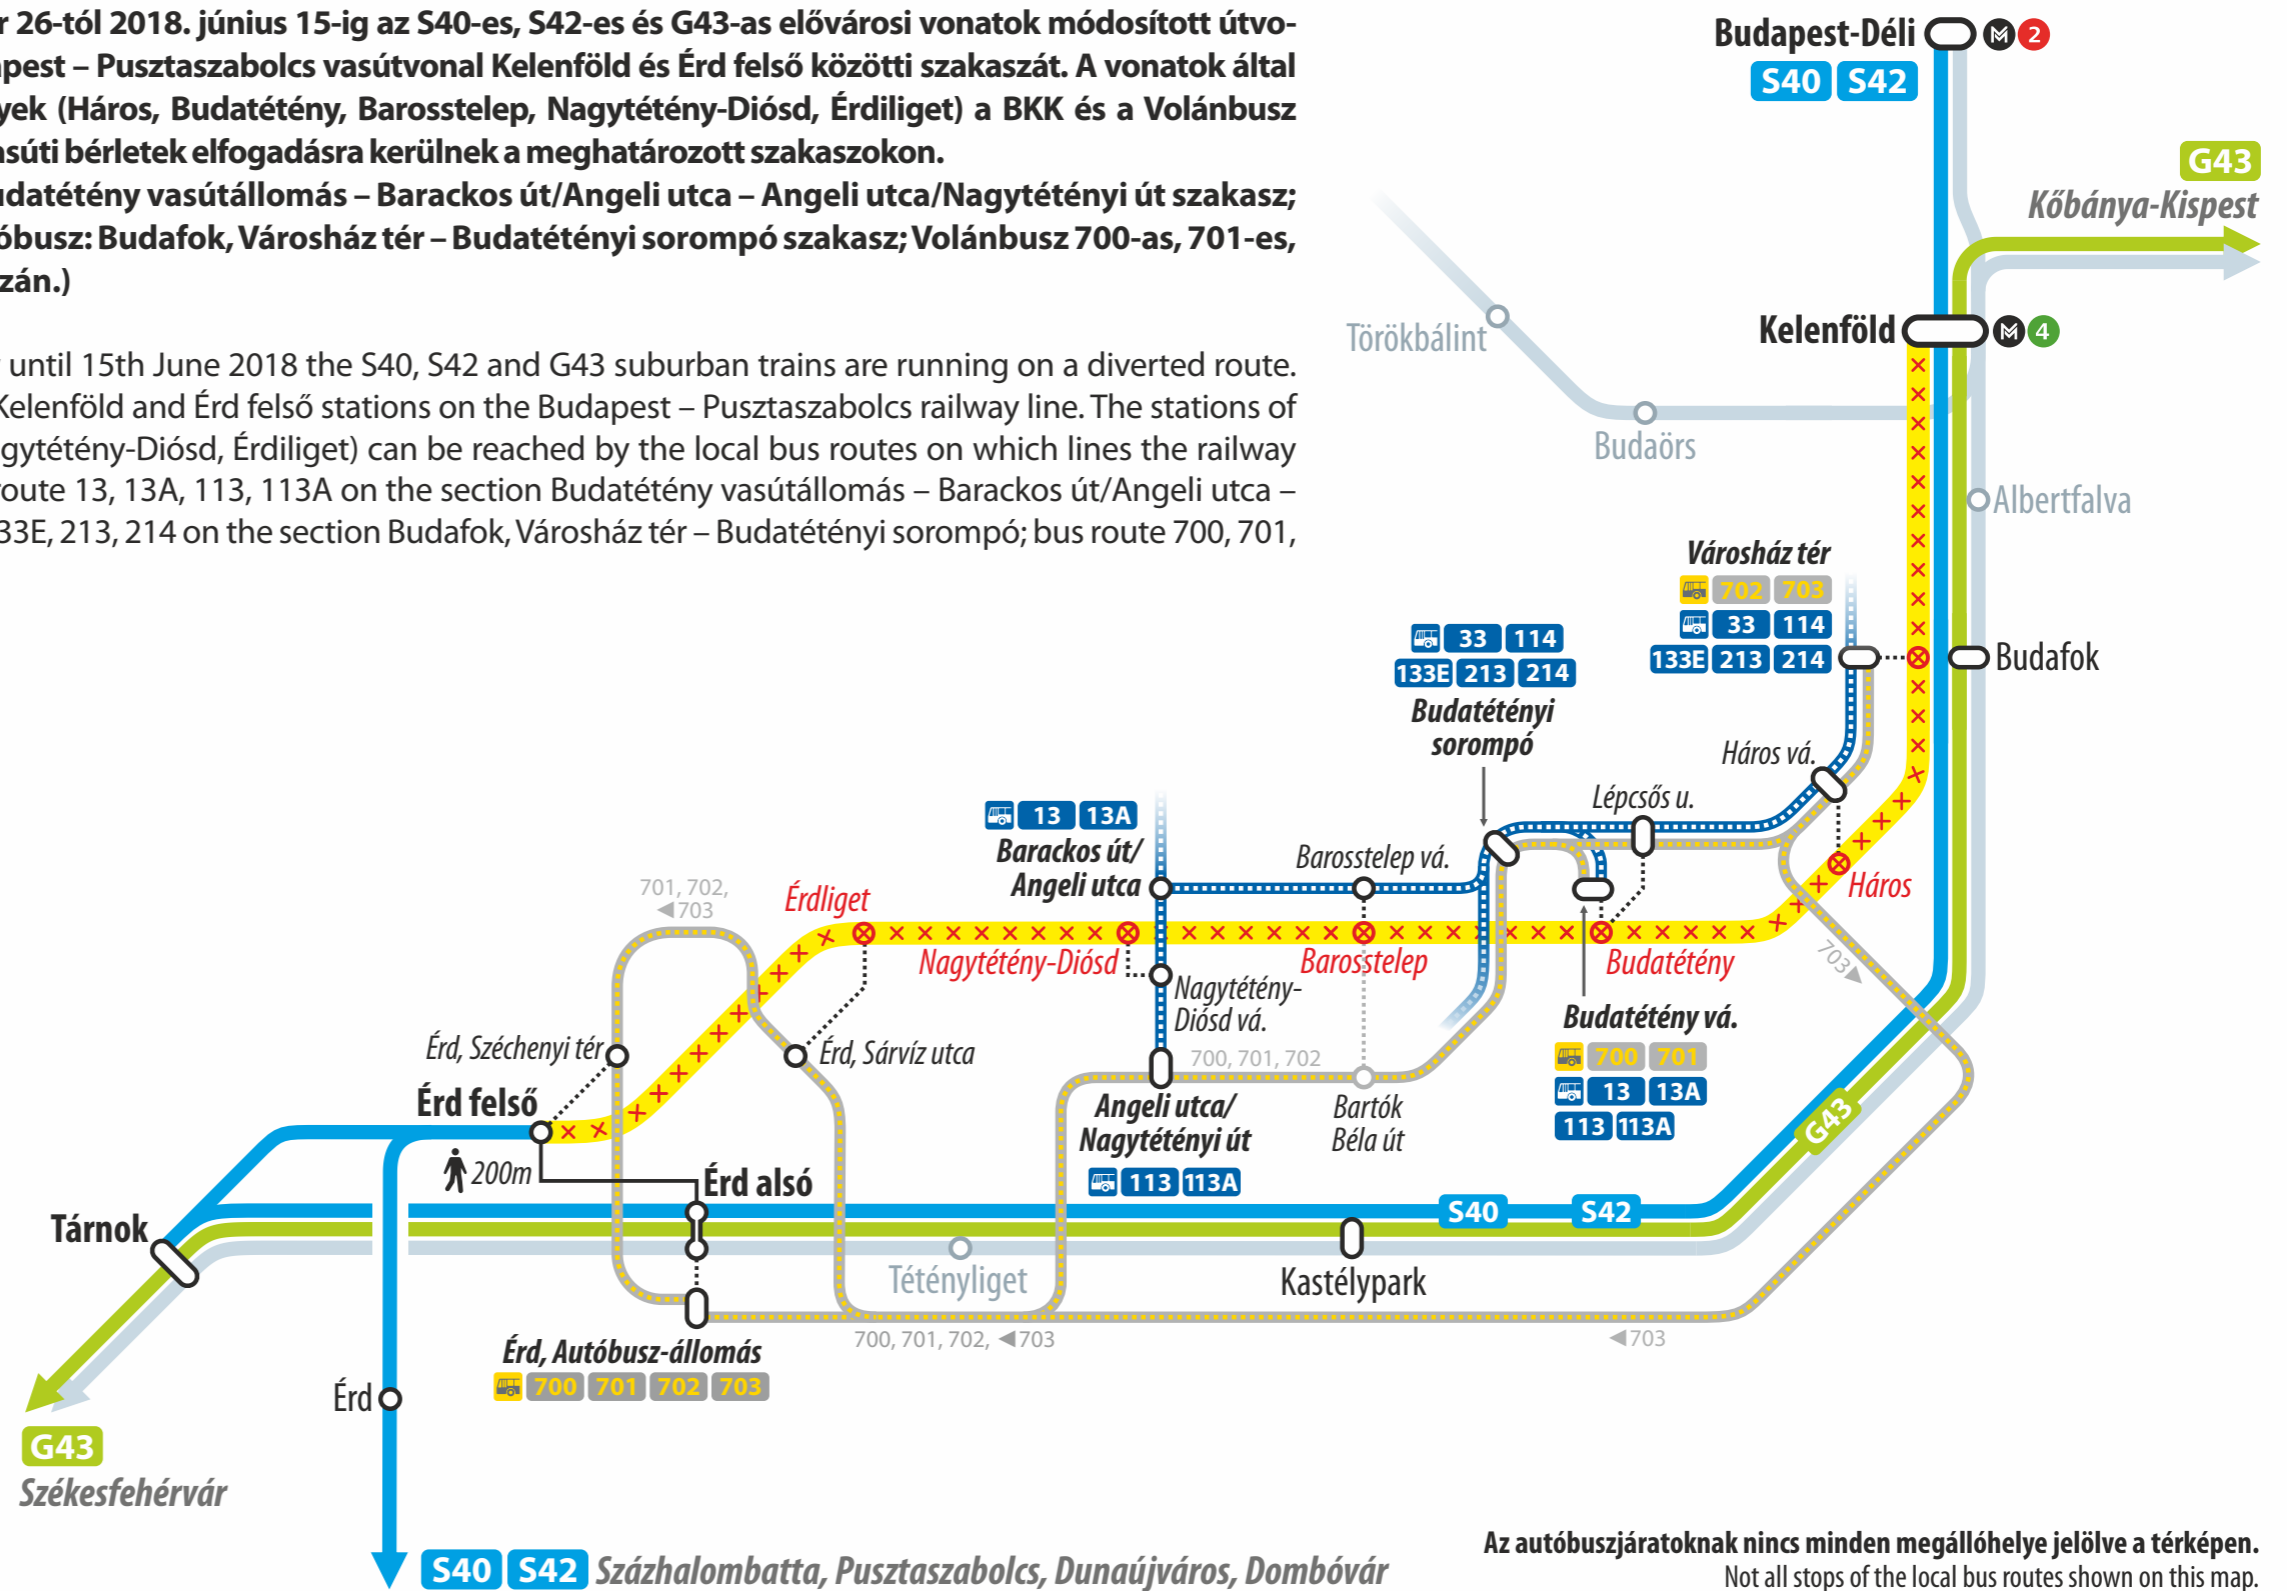 r 26-tól 2018. június 15-ig az S40-es, S42-es és G43-as elővárosi vonatok módosított útvo-
apest – Pusztaszabolcs vasútvonal Kelenföld és Érd felső közötti szakaszát. A vonatok által
yek (Háros, Budatétény, Barosstelep, Nagytétény-Diósd, Érdiliget) a BKK és a Volánbusz
asúti bérletek elfogadásra kerülnek a meghatározott szakaszokon.
udatétény vasútállomás – Barackos út/Angeli utca – Angeli utca/Nagytétényi út szakasz;
óbusz: Budafok, Városház tér – Budatétényi sorompó szakasz; Volánbusz 700-as, 701-es,
zán.)
r until 15th June 2018 the S40, S42 and G43 suburban trains are running on a diverted route.
Kelenföld and Érd felső stations on the Budapest – Pusztaszabolcs railway line. The stations of
gytétény-Diósd, Érdiliget) can be reached by the local bus routes on which lines the railway
route 13, 13A, 113, 113A on the section Budatétény vasútállomás – Barackos út/Angeli utca –
33E, 213, 214 on the section Budafok, Városház tér – Budatétényi sorompó; bus route 700, 701,
Budapest-Déli M 2
S40 S42
G43
Kőbánya-Kispest
Törökbálint
Kelenföld M 4
Budaörs
Albertfalva
Városház tér
702 703
33 114
133E 213 214
Budafok
33 114
133E 213 214
Budatétényi
sorompó
Háros vá.
Lépcsős u.
13 13A
Barackos út/
Angeli utca
Barosstelep vá.
Háros
701, 702,
◀703
Érdliget
Nagytétény-Diósd
Barosstelep
Budatétény
703▶
Nagytétény-
Diósd vá.
Budatétény vá.
700 701
13 13A
113 113A
Érd, Széchenyi tér
Érd, Sárvíz utca
700, 701, 702
Érd felső
Angeli utca/
Nagytétényi út
113 113A
Bartók
Béla út
G43
200m
Érd alsó
S40 S42
Tárnok
Tétényliget
Kastélypark
Érd, Autóbusz-állomás
700 701 702 703
700, 701, 702, ◀703
◀703
Érd
G43
Székesfehérvár
S40 S42 Százhalombatta, Pusztaszabolcs, Dunaújváros, Dombóvár
Az autóbuszjáratoknak nincs minden megállóhelye jelölve a térképen.
Not all stops of the local bus routes shown on this map.